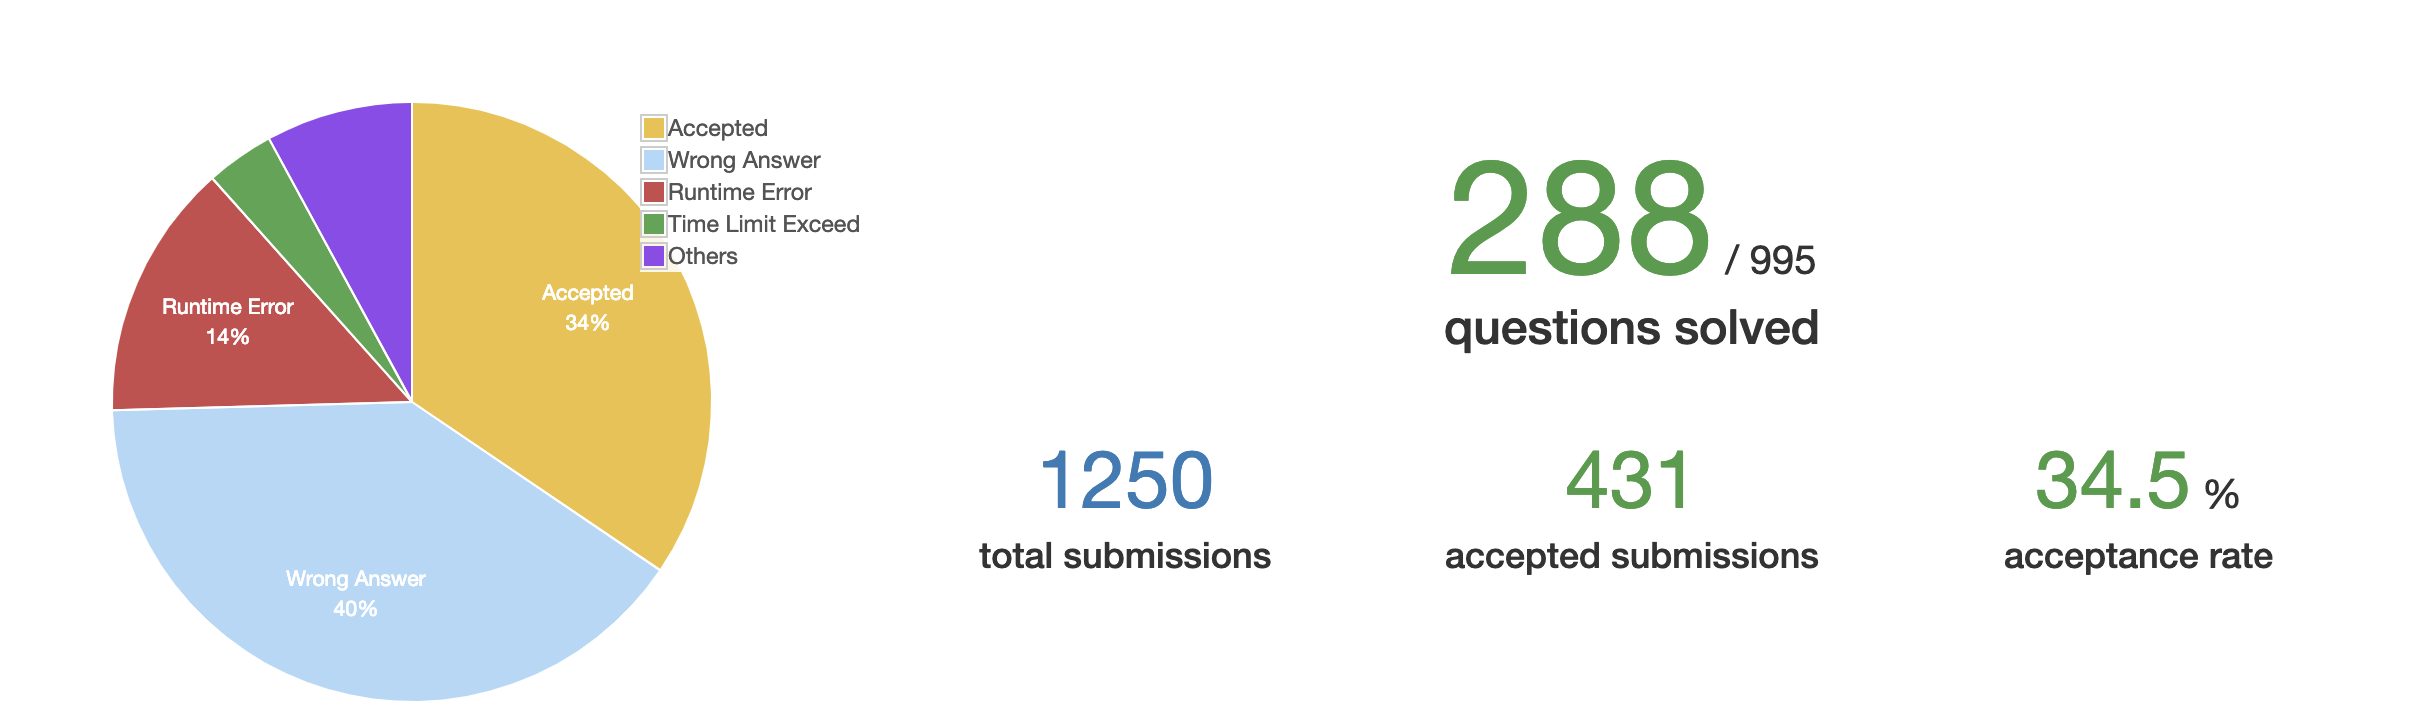 Accepted
Wrong Answer
Runtime Error
Time Limit Exceed
Others
Accepted
34%
Runtime Error
14%
Wrong Answer
40%
288 / 995
questions solved
1250
total submissions
431
accepted submissions
34.5 %
acceptance rate